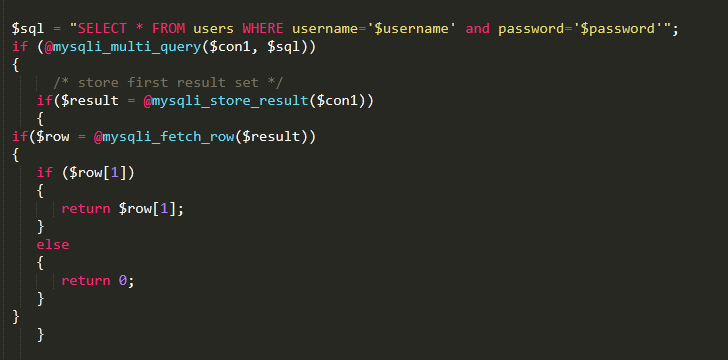 $sql = "SELECT * FROM users WHERE username='$username' and password='$password'";
if (@mysqli_multi_query($con1, $sql))
{
/* store first result set */
if($result = @mysqli_store_result($con1))
{
if($row = @mysqli_fetch_row($result))
{
if ($row[1])
{
return $row[1];
}
else
{
return 0;
}
}
}